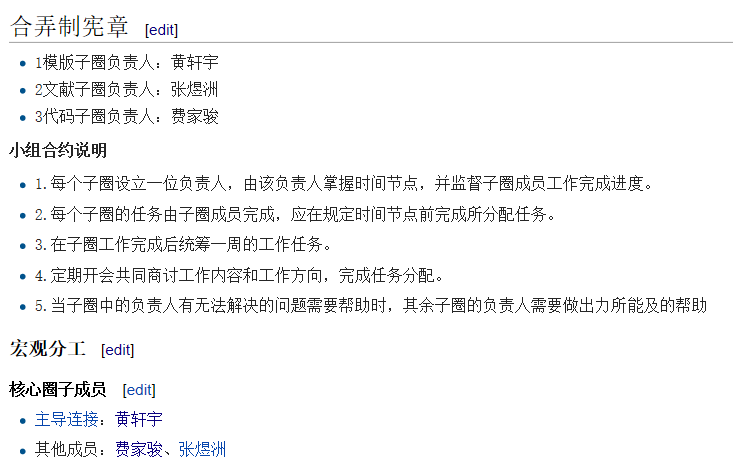 合弄制宪章 [edit]
1模版子圈负责人：黄轩宇
2文献子圈负责人：张煜洲
3代码子圈负责人：费家骏
小组合约说明
1.每个子圈设立一位负责人，由该负责人掌握时间节点，并监督子圈成员工作完成进度。
2.每个子圈的任务由子圈成员完成，应在规定时间节点前完成所分配任务。
3.在子圈工作完成后统筹一周的工作任务。
4.定期开会共同商讨工作内容和工作方向，完成任务分配。
5.当子圈中的负责人有无法解决的问题需要帮助时，其余子圈的负责人需要做出力所能及的帮助
宏观分工 [edit]
核心圈子成员 [edit]
主导连接：黄轩宇
其他成员：费家骏、张煜洲